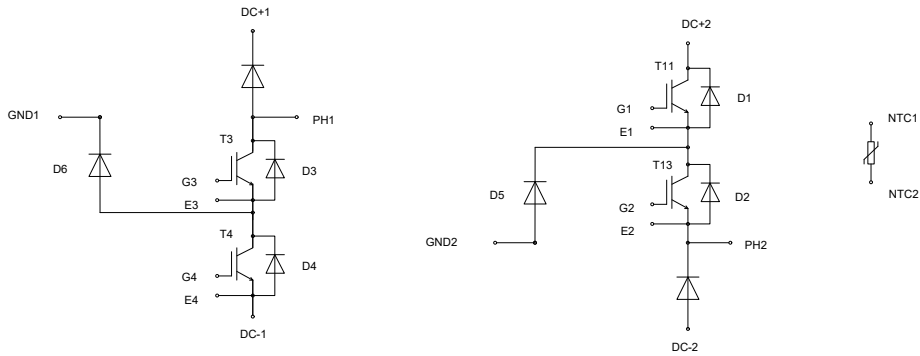 DC+1
GND1
PH1
T3
D6
G3
D3
E3
T4
G4
D4
E4
DC-1
DC+2
T11
G1
D1
E1
T13
D5
G2
D2
E2
GND2
PH2
DC-2
NTC1
NTC2